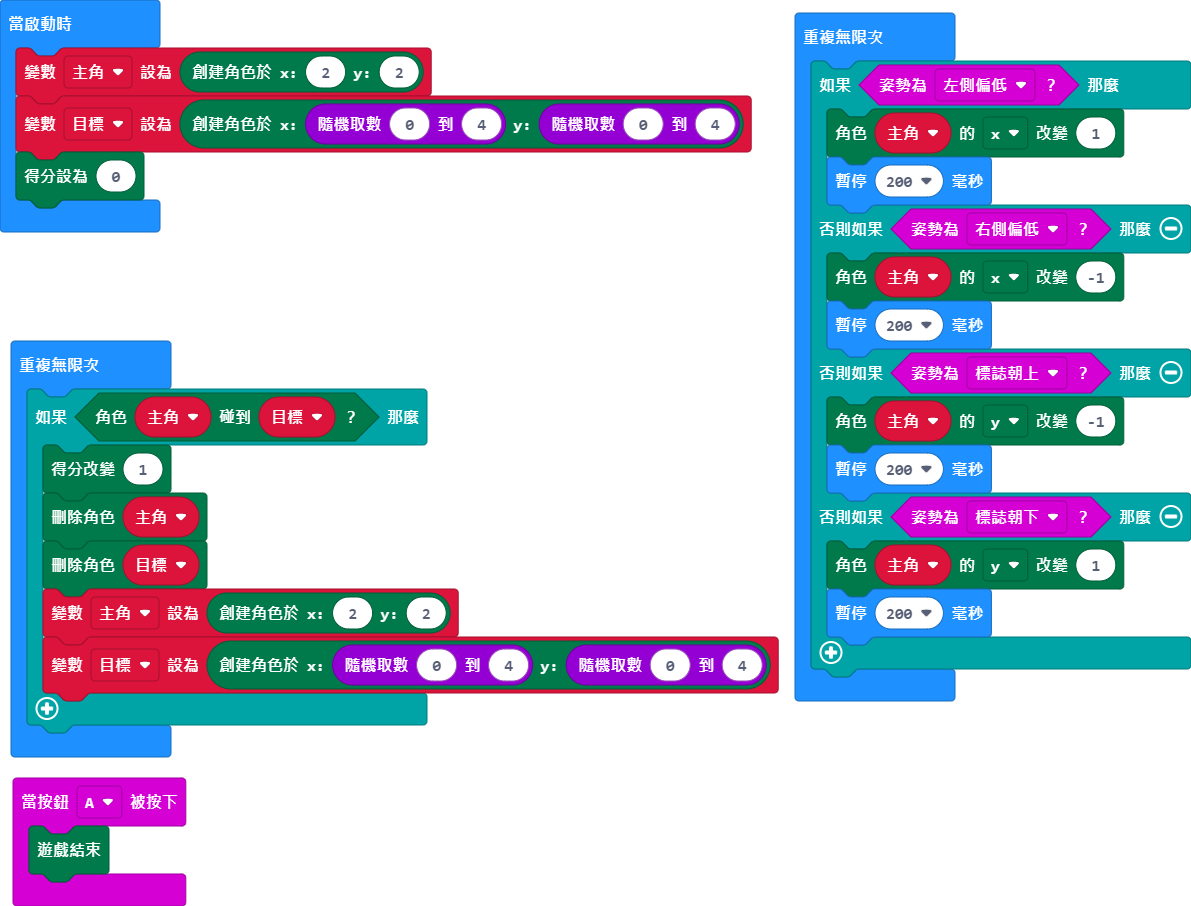 當啟動時
變數 主角 設為 創建角色於 x: 2 y: 2
變數 目標 設為 創建角色於 x: 隨機取數 0 到 4 y: 隨機取數 0 到 4
得分設為 0
重複無限次
如果 角色 主角 碰到 目標 ? 那麼
得分改變 1
刪除角色 主角
刪除角色 目標
變數 主角 設為 創建角色於 x: 2 y: 2
變數 目標 設為 創建角色於 x: 隨機取數 0 到 4 y: 隨機取數 0 到 4
當按鈕 A 被按下
遊戲結束
重複無限次
如果 姿勢為 左側偏低 ? 那麼
角色 主角 的 x 改變 1
暫停 200 毫秒
否則如果 姿勢為 右側偏低 ? 那麼
角色 主角 的 x 改變 -1
暫停 200 毫秒
否則如果 姿勢為 標誌朝上 ? 那麼
角色 主角 的 y 改變 -1
暫停 200 毫秒
否則如果 姿勢為 標誌朝下 ? 那麼
角色 主角 的 y 改變 1
暫停 200 毫秒